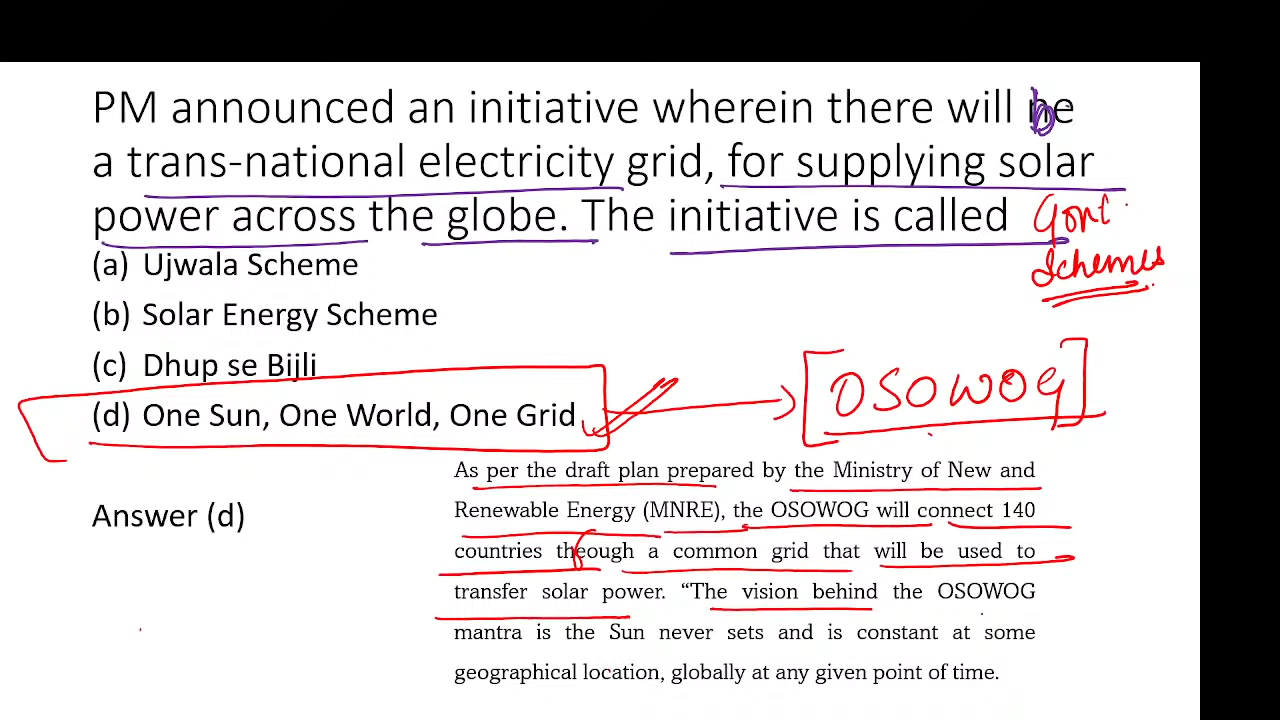 PM announced an initiative wherein there will be
a trans-national electricity grid, for supplying solar
power across the globe. The initiative is called
Govt
Schemes
(a) Ujwala Scheme
(b) Solar Energy Scheme
(c) Dhup se Bijli
(d) One Sun, One World, One Grid
OSOWOG
As per the draft plan prepared by the Ministry of New and
Renewable Energy (MNRE), the OSOWOG will connect 140
countries through a common grid that will be used to
transfer solar power. “The vision behind the OSOWOG
mantra is the Sun never sets and is constant at some
geographical location, globally at any given point of time.
Answer (d)